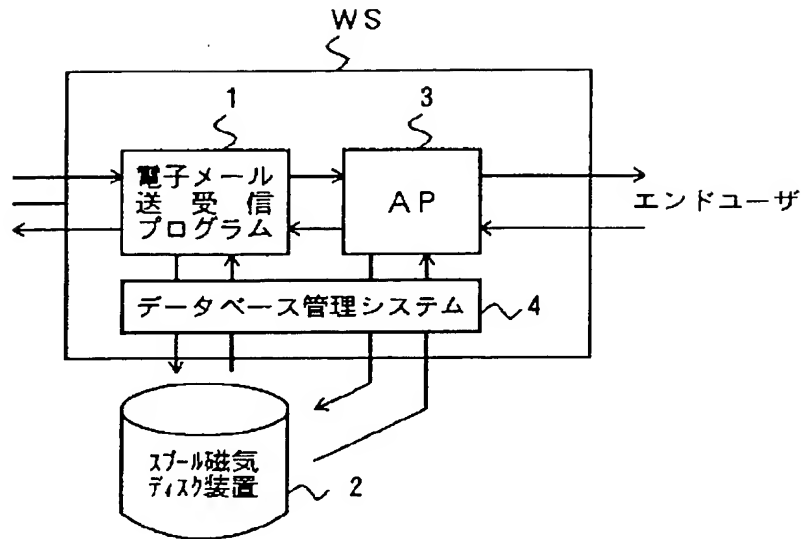 WS
1
3
電子メール
送受信
プログラム
AP
エンドユーザ
データベース管理システム
4
スプール磁気
ディスク装置
2